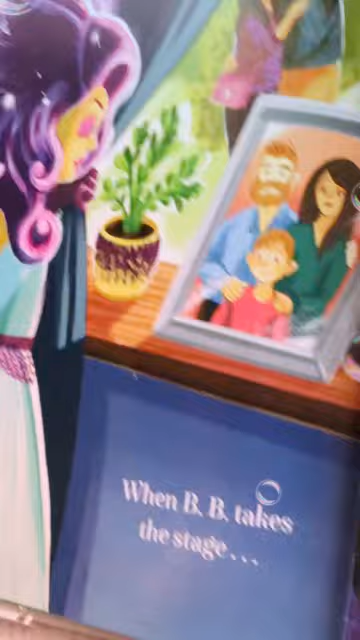 When B. B. takes
the stage . . .